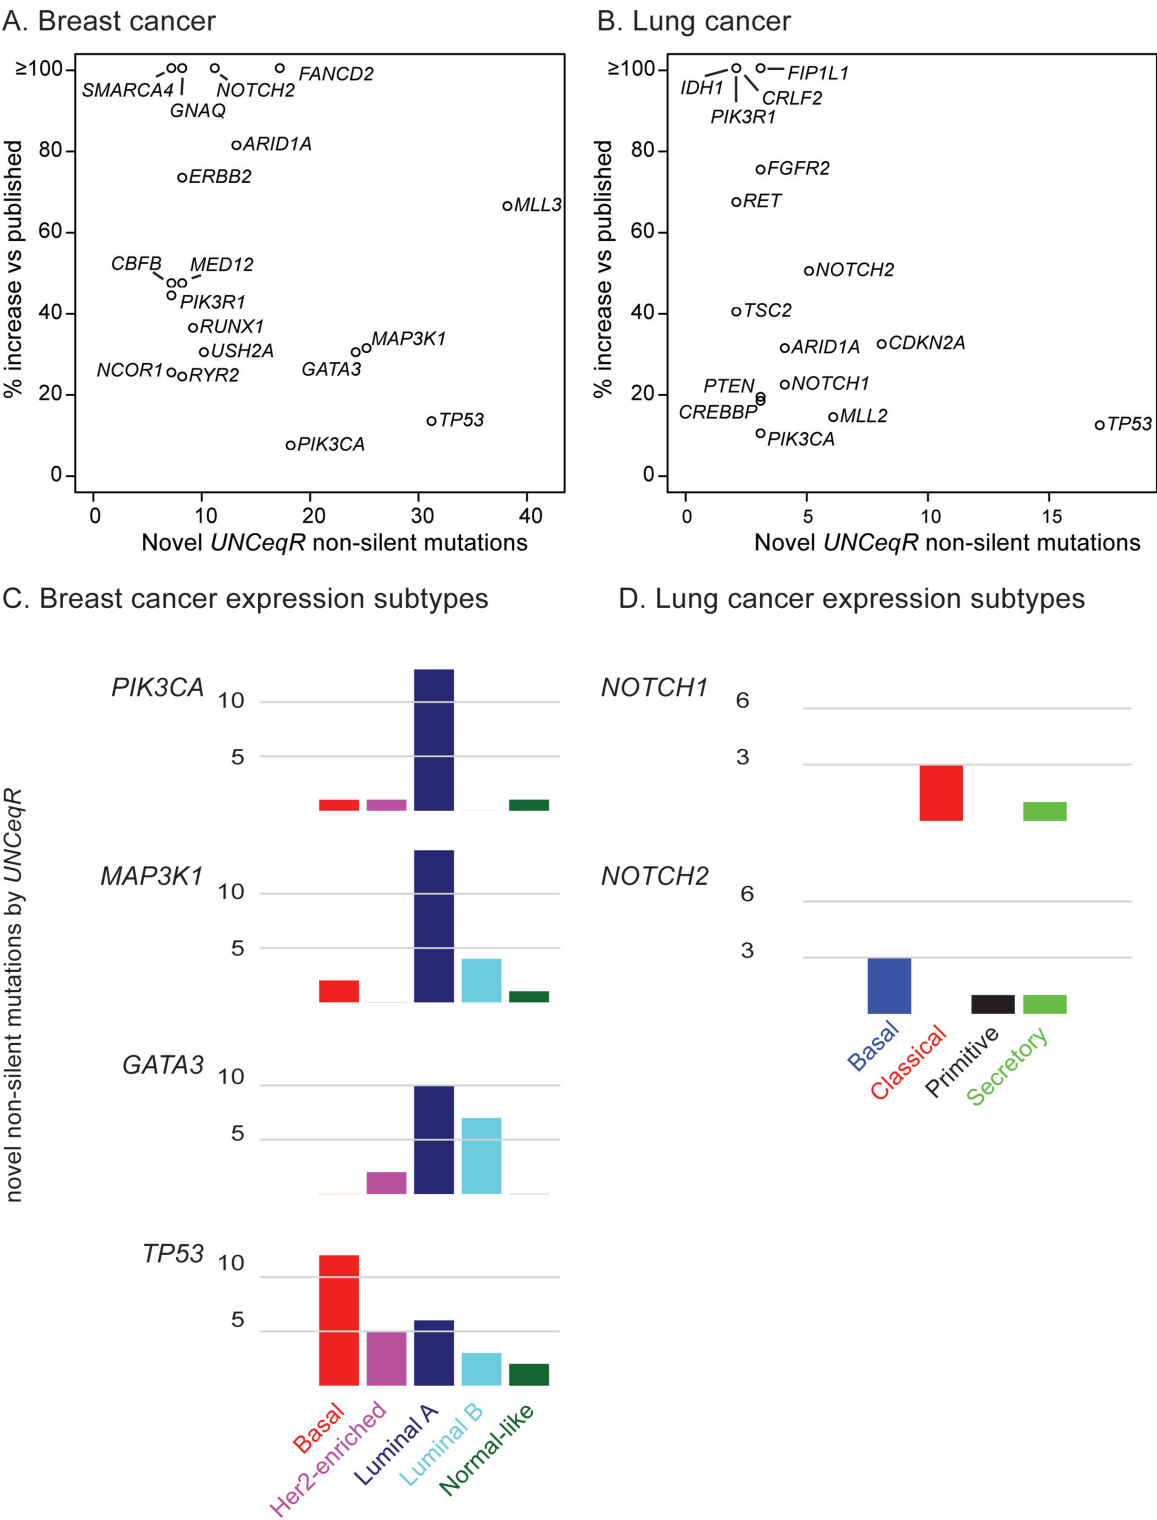 A. Breast cancer
B. Lung cancer
% increase vs published
≥100
80
60
40
20
0
SMARCA4
GNAQ
NOTCH2
FANCD2
ARID1A
ERBB2
MLL3
CBFB
MED12
PIK3R1
RUNX1
USH2A
MAP3K1
GATA3
NCOR1
RYR2
TP53
PIK3CA
0 10 20 30 40
Novel UNCeqR non-silent mutations
% increase vs published
≥100
80
60
40
20
0
IDH1
FIP1L1
CRLF2
PIK3R1
FGFR2
RET
NOTCH2
TSC2
ARID1A
CDKN2A
PTEN
NOTCH1
CREBBP
MLL2
TP53
PIK3CA
0 5 10 15
Novel UNCeqR non-silent mutations
C. Breast cancer expression subtypes
novel non-silent mutations by UNCeqR
PIK3CA
10
5
MAP3K1
10
5
GATA3
10
5
TP53
10
5
Basal
Her2-enriched
Luminal A
Luminal B
Normal-like
D. Lung cancer expression subtypes
NOTCH1
6
3
NOTCH2
6
3
Basal
Classical
Primitive
Secretory